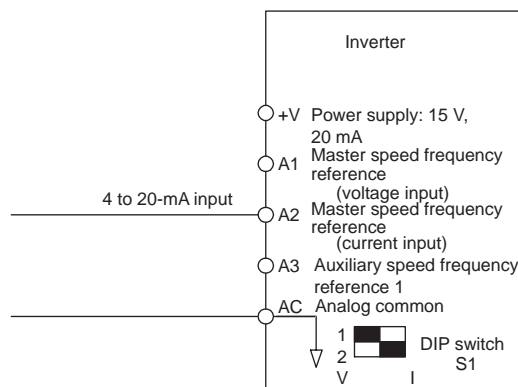 Inverter
+V Power supply: 15 V,
20 mA
A1 Master speed frequency
reference
(voltage input)
4 to 20-mA input
A2 Master speed frequency
reference
(current input)
A3 Auxiliary speed frequency
reference 1
AC Analog common
1
2
DIP switch
S1
V I